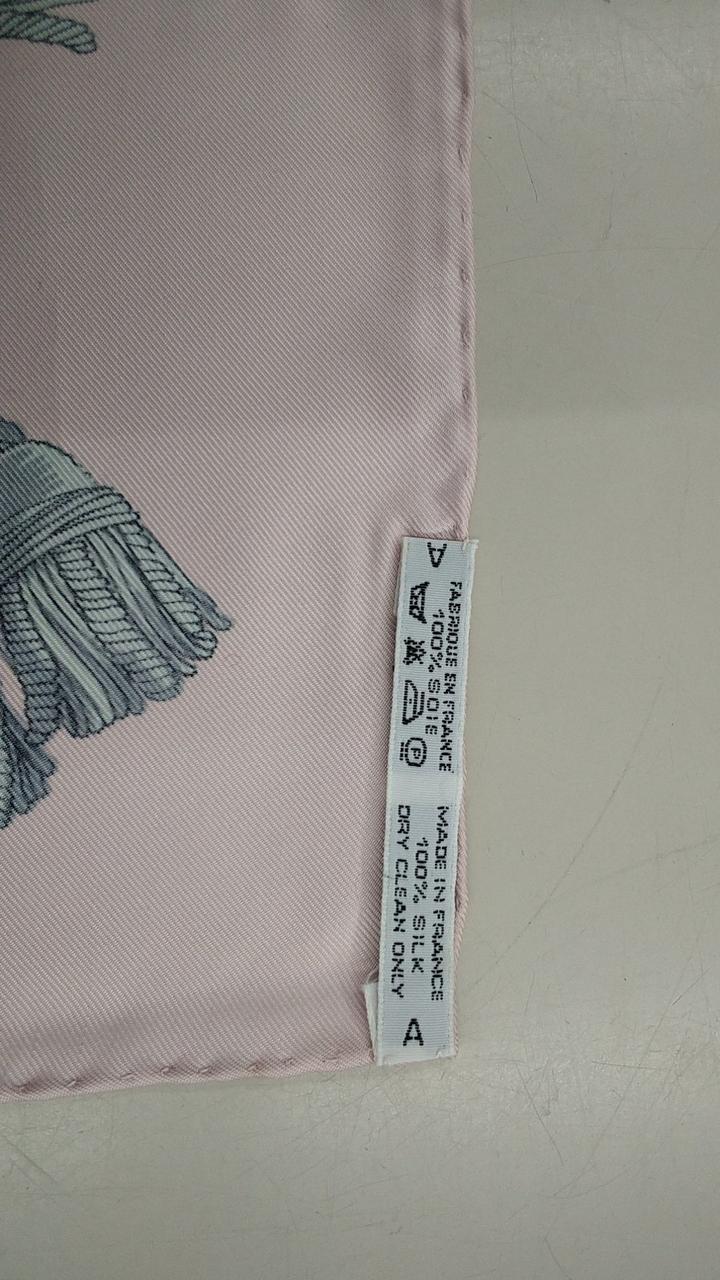 A
FABRIQUE EN FRANCE
100% SOIE
P
MADE IN FRANCE
100% SILK
DRY CLEAN ONLY
A